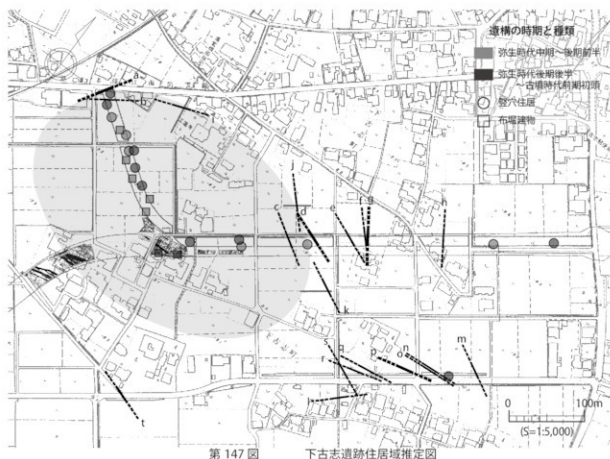 遺構の時期と種類
弥生時代中期～後期前半
弥生時代後期後半
～古墳時代前期初頭
竪穴住居
布堀建物
b
j
c
d
e
f
g
k
s
q
r
p
o
n
m
t
0
100m
(S=1:5,000)
第 147 図 下古志遺跡住居域推定図